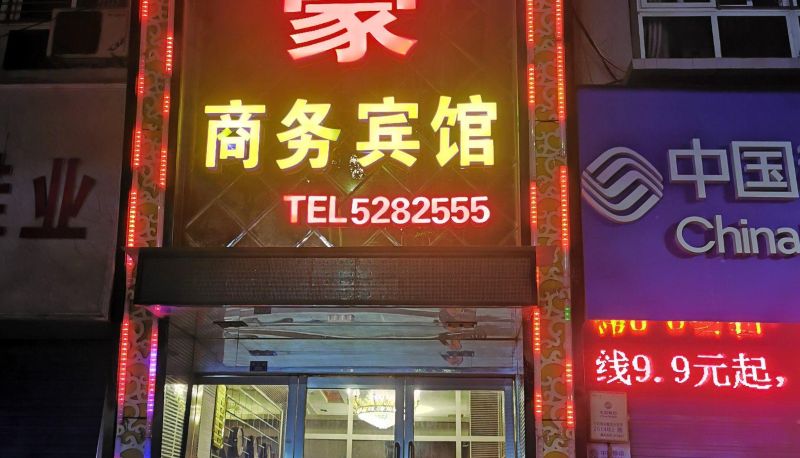 豪
商务宾馆
TEL5282555
业
中国
China
线9.9元起,